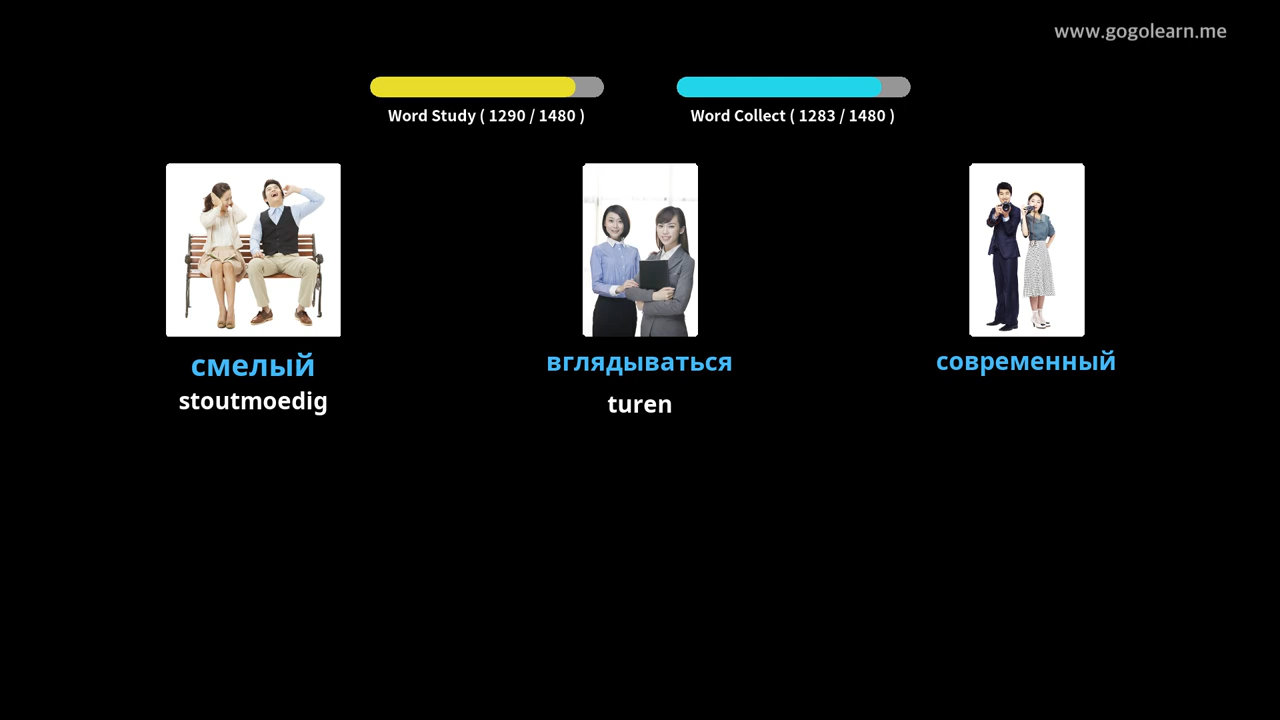 www.gogolearn.me
Word Study ( 1290 / 1480 )
Word Collect ( 1283 / 1480 )
смелый
stoutmoedig
вглядываться
turen
современный